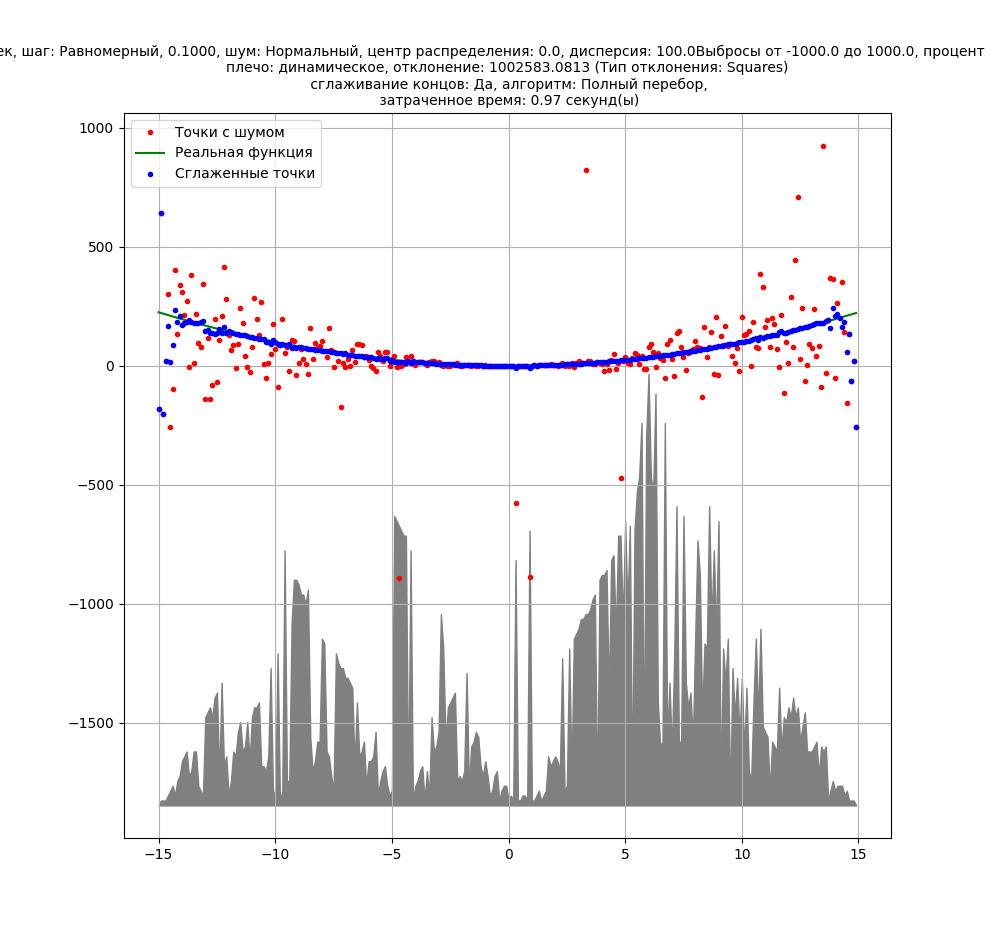 ек, шаг: Равномерный, 0.1000, шум: Нормальный, центр распределения: 0.0, дисперсия: 100.0Выбросы от -1000.0 до 1000.0, процент
плечо: динамическое, отклонение: 1002583.0813 (Тип отклонения: Squares)
сглаживание концов: Да, алгоритм: Полный перебор,
затраченное время: 0.97 секунд(ы)
Точки с шумом
Реальная функция
Сглаженные точки
1000
500
0
−500
−1000
−1500
−15 −10 −5 0 5 10 15